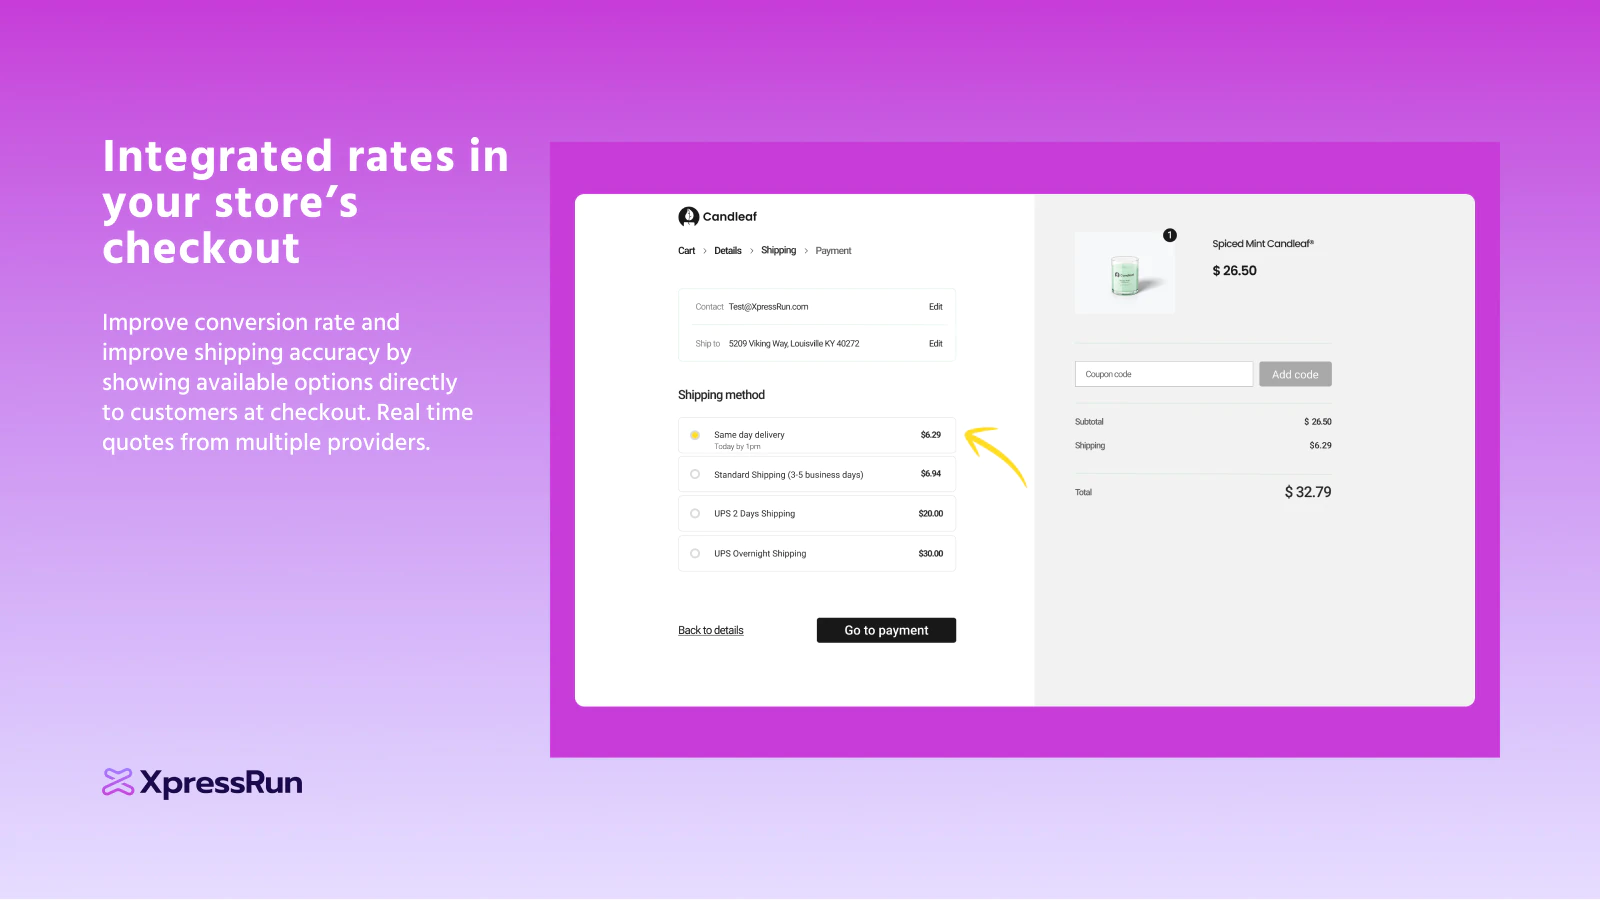 Integrated rates in
your store’s
checkout
Improve conversion rate and
improve shipping accuracy by
showing available options directly
to customers at checkout. Real time
quotes from multiple providers.
XpressRun
Candleaf
Cart > Details > Shipping > Payment
Contact Test@XpressRun.com Edit
Ship to 5209 Viking Way, Louisville KY 40272 Edit
Shipping method
Same day delivery $6.29
Today by 1pm
Standard Shipping (3-5 business days) $6.94
UPS 2 Days Shipping $20.00
UPS Overnight Shipping $30.00
Back to details Go to payment
1
Spiced Mint Candleaf®
$ 26.50
Candleaf
Coupon code Add code
Subtotal $ 26.50
Shipping $6.29
Total $ 32.79